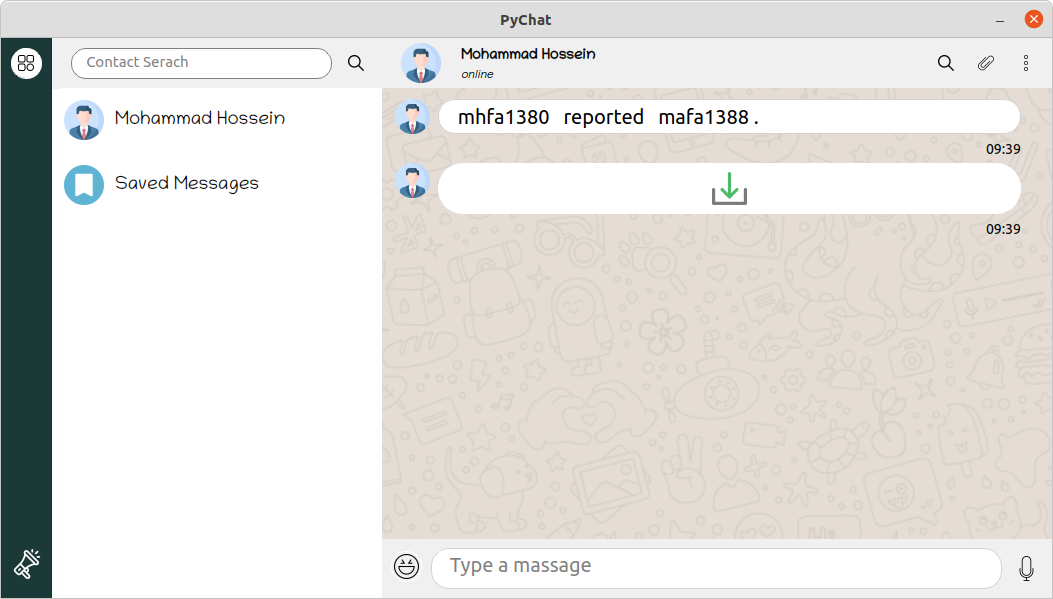 PyChat
Contact Serach
Mohammad Hossein
online
Mohammad Hossein
Saved Messages
mhfa1380 reported mafa1388 .
09:39
09:39
Type a massage